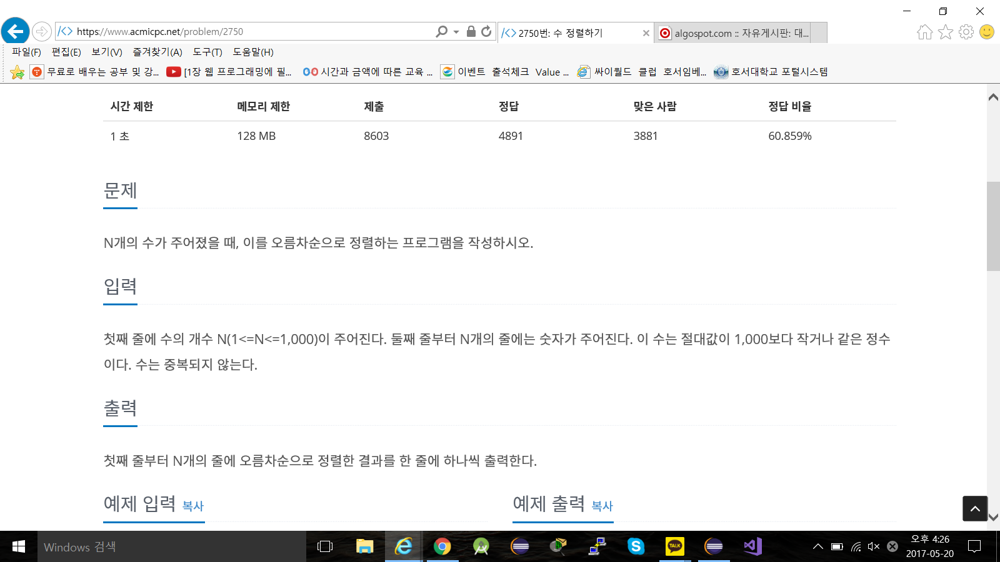 https://www.acmicpc.net/problem/2750
2750번: 수 정렬하기
algospot.com :: 자유게시판: 대...
파일(F) 편집(E) 보기(V) 즐겨찾기(A) 도구(T) 도움말(H)
무료로 배우는 공부 및 강... [1장 웹 프로그래밍에 필... 시간과 금액에 따른 교육 ... 이벤트 출석체크 Value ... 싸이월드 클럽 호서임베... 호서대학교 포털시스템
시간 제한 메모리 제한 제출 정답 맞은 사람 정답 비율
1 초 128 MB 8603 4891 3881 60.859%
문제
N개의 수가 주어졌을 때, 이를 오름차순으로 정렬하는 프로그램을 작성하시오.
입력
첫째 줄에 수의 개수 N(1<=N<=1,000)이 주어진다. 둘째 줄부터 N개의 줄에는 숫자가 주어진다. 이 수는 절대값이 1,000보다 작거나 같은 정수
이다. 수는 중복되지 않는다.
출력
첫째 줄부터 N개의 줄에 오름차순으로 정렬한 결과를 한 줄에 하나씩 출력한다.
예제 입력 복사
예제 출력 복사
Windows 검색
TALK
오후 4:26
2017-05-20